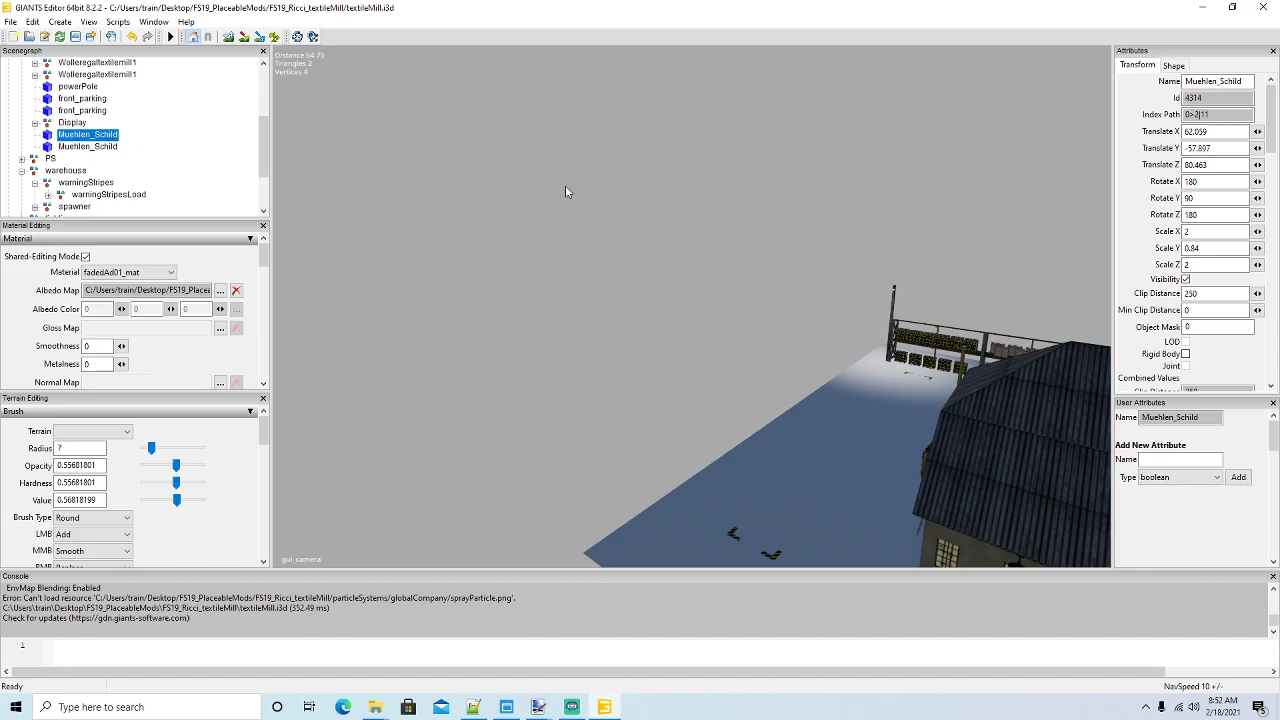 GIANTS Editor 64bit 8.2.2 - C:/Users/train/Desktop/FS19_PlaceableMods/FS19_Ricci_textileMill/textileMill.i3d
File Edit Create View Scripts Window Help
Scenegraph
Wolleregaltextilemill1
Wolleregaltextilemill1
powerPole
front_parking
front_parking
Display
Muehlen_Schild
Muehlen_Schild
PS
warehouse
warningStripes
warningStripesLoad
spawner
Material Editing
Material
Shared-Editing Mode
Material fadedAd01_mat
Albedo Map C:/Users/train/Desktop/FS19_Placea ...
Albedo Color 0 0 0 ...
Gloss Map ...
Smoothness 0
Metalness 0
Normal Map ...
Terrain Editing
Brush
Terrain
Radius 7
Opacity 0.55681801
Hardness 0.55681801
Value 0.56818199
Brush Type Round
LMB Add
MMB Smooth
Distance 64.75
Triangles 2
Vertices 4
gui_camera
Attributes
Transform Shape
Name Muehlen_Schild
Id 4314
Index Path 0>2|11
Translate X 62.059
Translate Y -57.897
Translate Z 80.463
Rotate X 180
Rotate Y 90
Rotate Z 180
Scale X 2
Scale Y 0.84
Scale Z 2
Visibility
Clip Distance 250
Min Clip Distance 0
Object Mask 0
LOD
Rigid Body
Joint
Combined Values
User Attributes
Name Muehlen_Schild
Add New Attribute
Name
Type boolean Add
Console
EnvMap Blending: Enabled
Error: Can't load resource 'C:/Users/train/Desktop/FS19_PlaceableMods/FS19_Ricci_textileMill/particleSystems/globalCompany/sprayParticle.png'.
C:\Users\train\Desktop\FS19_PlaceableMods\FS19_Ricci_textileMill\textileMill.i3d (352.49 ms)
Check for updates (https://gdn.giants-software.com)
1
Ready
NavSpeed 10 +/-
Type here to search
8:52 AM
2/18/2021